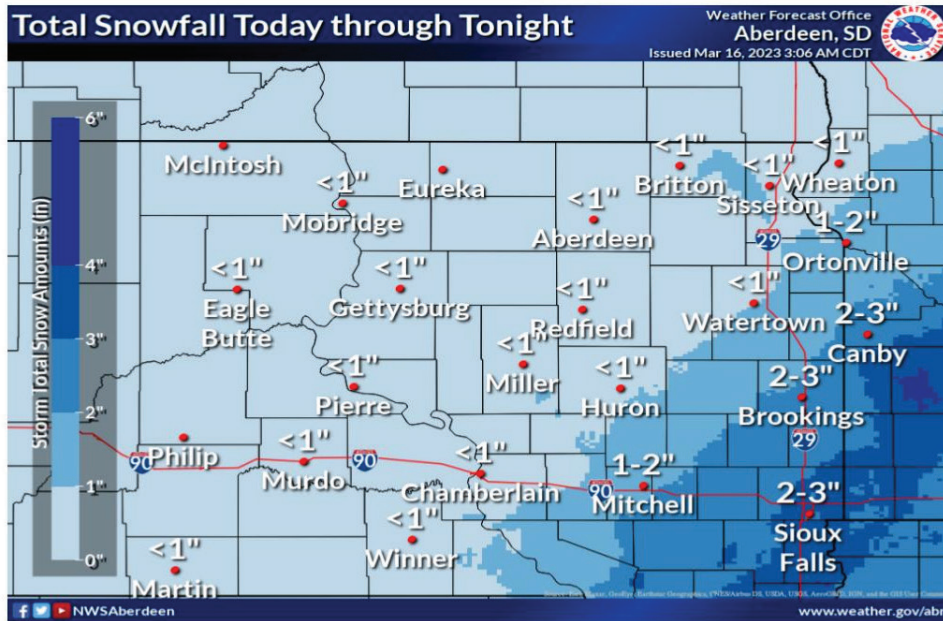 Total Snowfall Today through Tonight
Weather Forecast Office
Aberdeen, SD
Issued Mar 16, 2023 3:06 AM CDT
NATIONAL WEATHER SERVICE
Storm Total Snow Amounts (in)
6"
4"
3"
2"
1"
0"
McIntosh
<1"
Mobridge
Eureka
<1"
Aberdeen
<1"
Britton
<1"
Sisseton
<1"
Wheaton
29
1-2"
Ortonville
<1"
Eagle
Butte
<1"
Gettysburg
<1"
Redfield
<1"
Watertown
2-3"
Canby
<1"
Pierre
<1"
Miller
<1"
Huron
2-3"
Brookings
29
90
Philip
<1"
Murdo
90
<1"
Chamberlain
90
1-2"
Mitchell
2-3"
Sioux
Falls
<1"
Martin
<1"
Winner
NWSAberdeen
www.weather.gov/abr